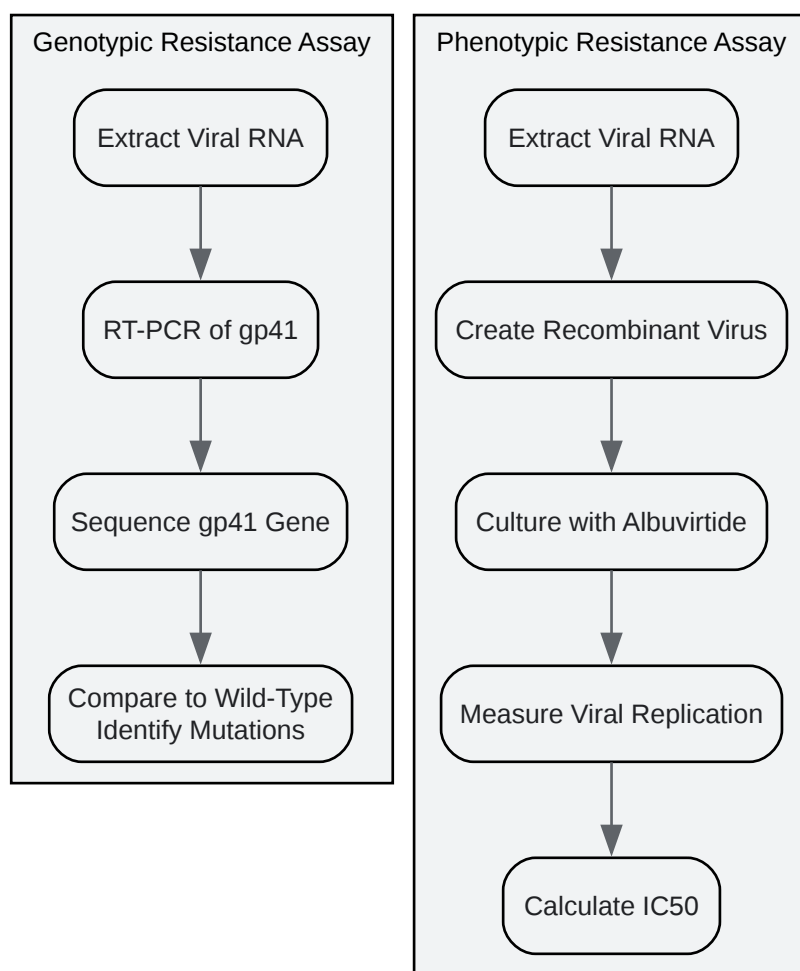 Genotypic Resistance Assay
Extract Viral RNA
RT-PCR of gp41
Sequence gp41 Gene
Compare to Wild-Type
Identify Mutations
Phenotypic Resistance Assay
Extract Viral RNA
Create Recombinant Virus
Culture with Albuvirtide
Measure Viral Replication
Calculate IC50